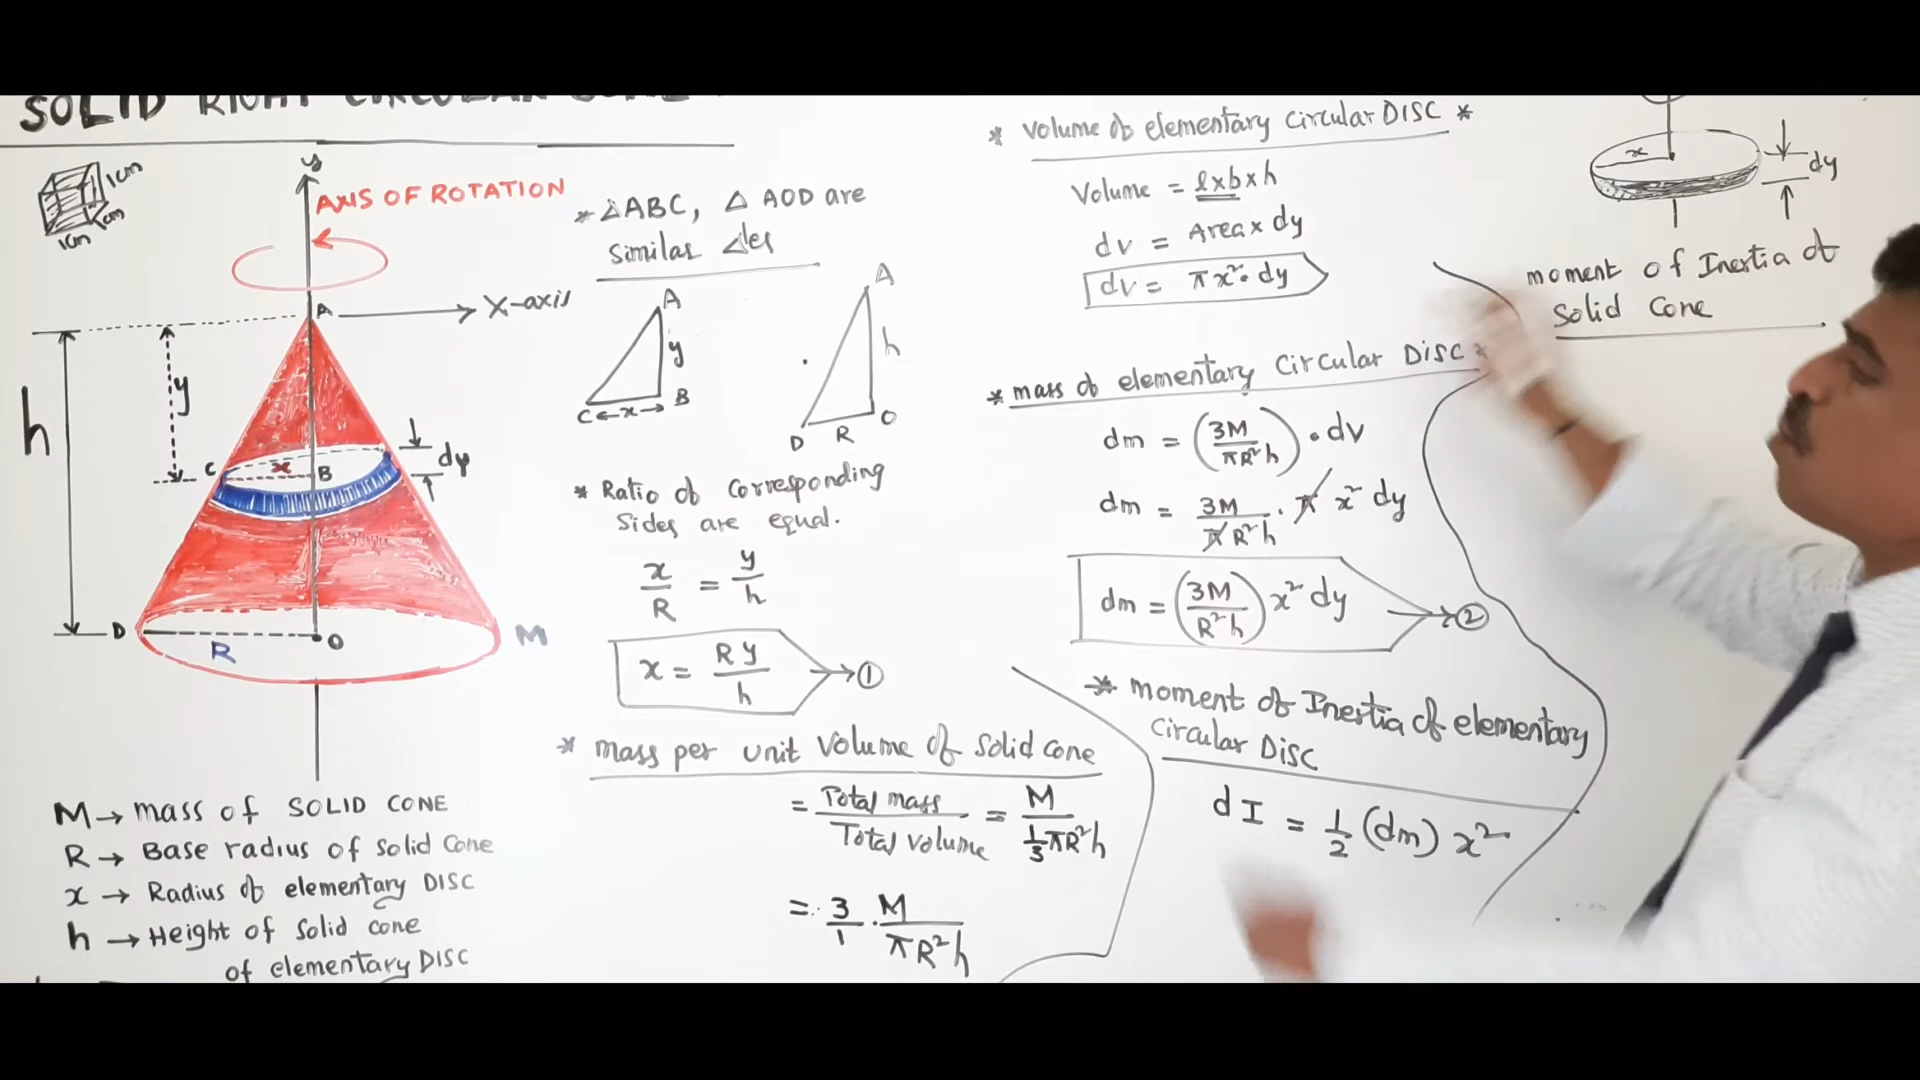 SOLID RIGHT CIRCULAR CONE
1cm
1cm
1cm
y
AXIS OF ROTATION
X-axis
A
h
y
C
x
B
dy
D
R
O
M
M → mass of SOLID CONE
R → Base radius of solid Cone
x → Radius of elementary DISC
h → Height of solid cone
of elementary DISC
* △ABC, △ AOD are
similar △les
A
y
B
C
x
A
h
O
D
R
* Ratio of corresponding
sides are equal.
x/R = y/h
x = Ry/h → ①
* mass per unit volume of solid cone
= Total mass/Total volume = M/(1/3 πR²h)
= 3/1 · M/πR²h
* Volume of elementary circular DISC *
Volume = l×b×h
dv = Area × dy
dv = πx²· dy
* mass of elementary circular DISC *
dm = (3M/πR²h) · dv
dm = 3M/πR²h · π x² dy
dm = (3M/R²h) x² dy → ②
* moment of Inertia of elementary
circular DISC
dI = 1/2 (dm) x²
x
dy
moment of Inertia of
solid cone